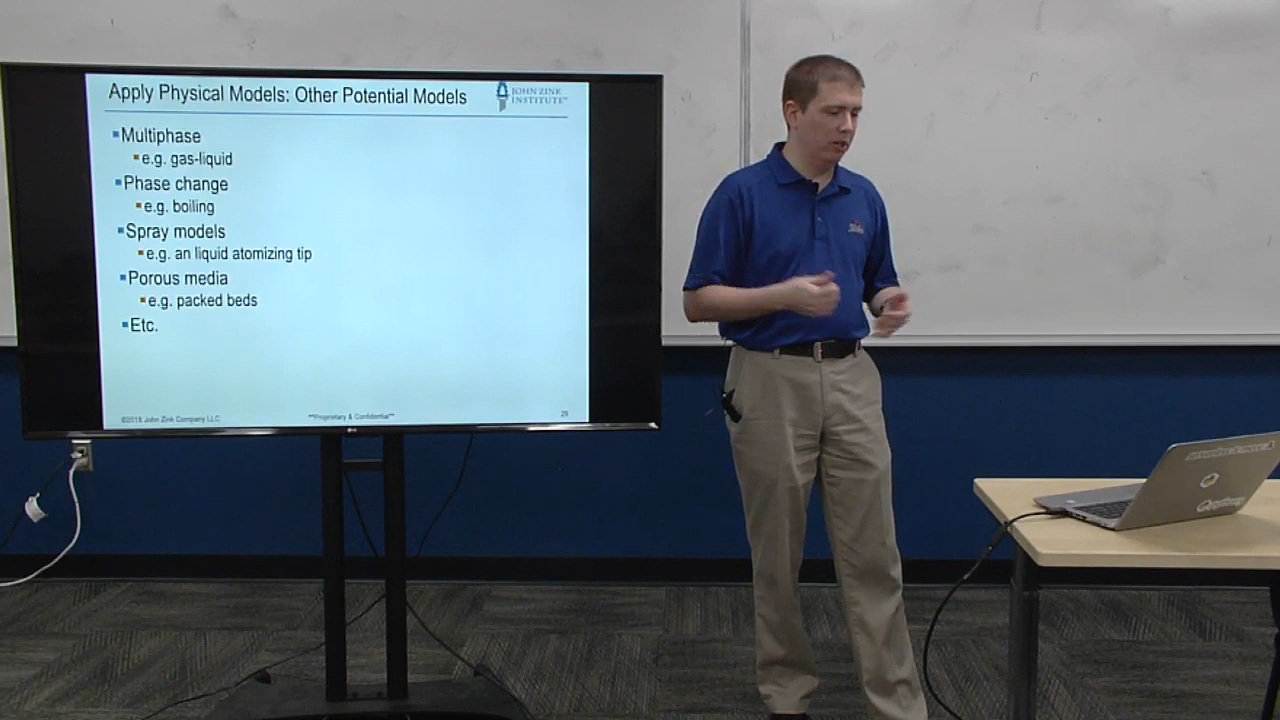 Apply Physical Models: Other Potential Models
JOHN ZINK
INSTITUTE
Multiphase
e.g. gas-liquid
Phase change
e.g. boiling
Spray models
e.g. an liquid atomizing tip
Porous media
e.g. packed beds
Etc.
©2018 John Zink Company LLC
**Proprietary & Confidential**
python